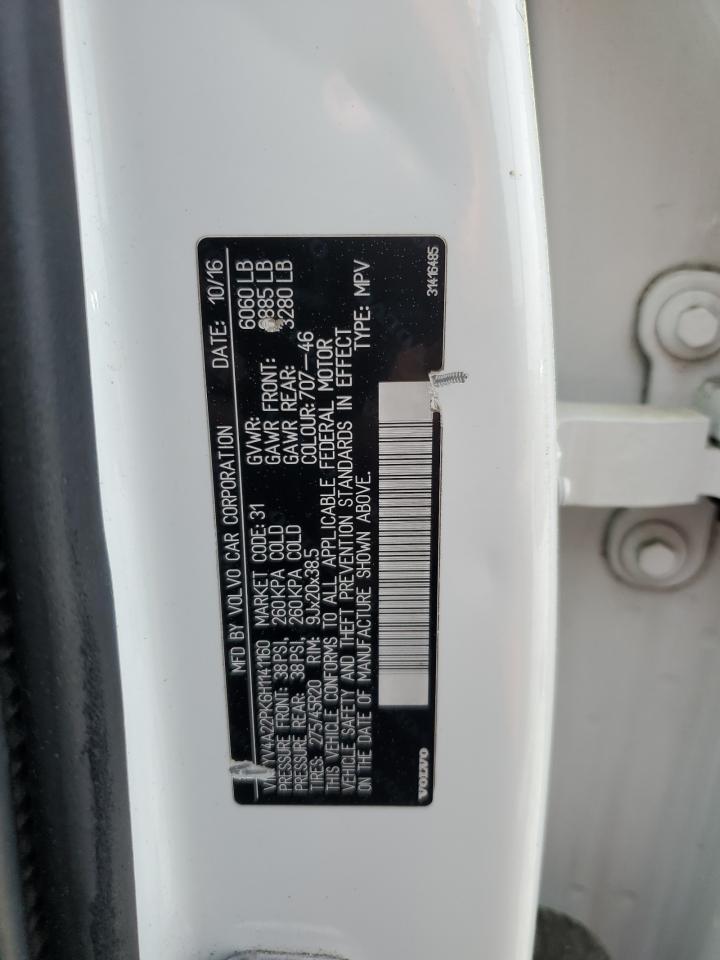 MFD BY VOLVO CAR CORPORATION DATE: 10/16
YV4A22PK6H1141160 MARKET CODE: 31 GVWR: 6060 LB
PRESSURE FRONT: 38PSI, 260KPA COLD GAWR FRONT: 885 LB
PRESSURE REAR: 38PSI, 260KPA COLD GAWR REAR: 3280 LB
TIRES: 275/45R20 RIM: 9Jx20x38.5 COLOUR: 707--46
THIS VEHICLE CONFORMS TO ALL APPLICABLE FEDERAL MOTOR
VEHICLE SAFETY AND THEFT PREVENTION STANDARDS IN EFFECT
ON THE DATE OF MANUFACTURE SHOWN ABOVE. TYPE: MPV
VOLVO 31416485